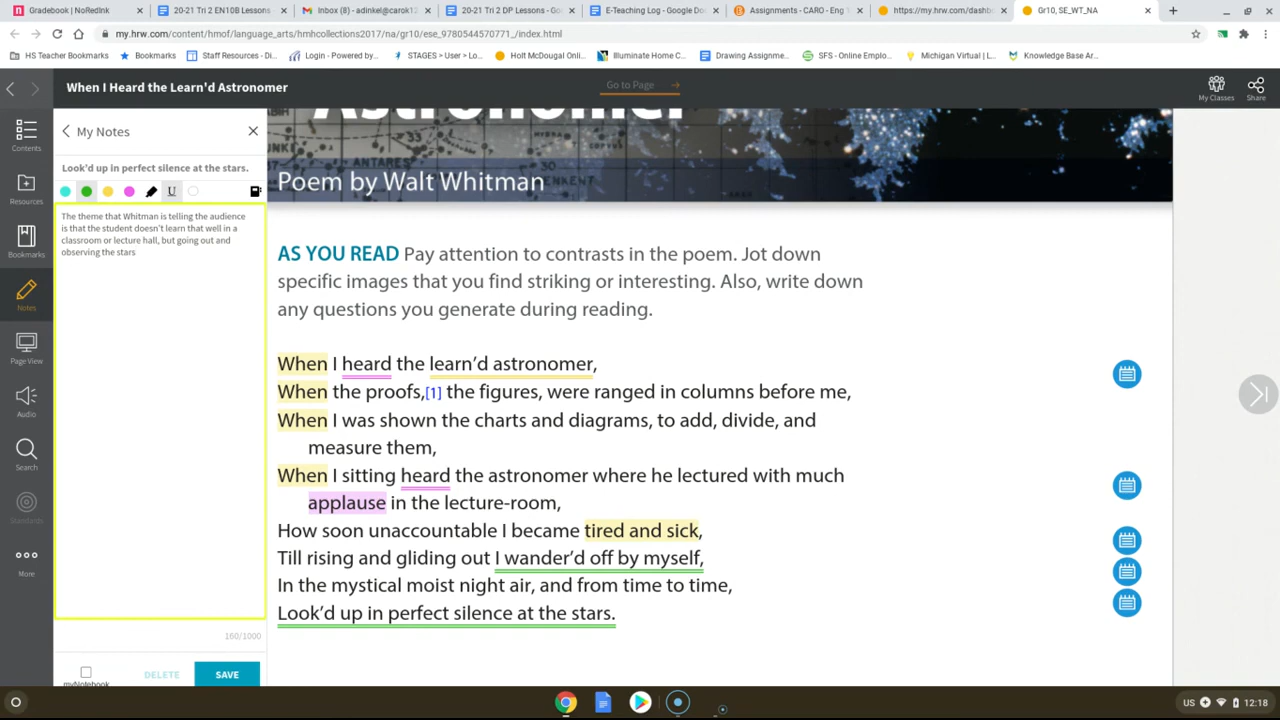 Gradebook | NoRedInk
20-21 Tri 2 EN10B Lessons -
Inbox (8) - adinkel@carok12
20-21 Tri 2 DP Lessons - Go
E-Teaching Log - Google Do
Assignments - CARO - Eng 1
https://my.hrw.com/dashb
Gr10, SE_WT_NA
my.hrw.com/content/hmof/language_arts/hmhcollections2017/na/gr10/ese_9780544570771_/index.html
HS Teacher Bookmarks
Bookmarks
Staff Resources - Di...
Login - Powered by...
STAGES > User > Lo...
Holt McDougal Onli...
Illuminate Home C...
Drawing Assignme...
SFS - Online Emplo...
Michigan Virtual | L...
Knowledge Base Ar...
When I Heard the Learn'd Astronomer
Go to Page
My Classes
Share
Contents
Resources
Bookmarks
Notes
Page View
Audio
Search
Standards
More
My Notes
Look'd up in perfect silence at the stars.
U
The theme that Whitman is telling the audience
is that the student doesn't learn that well in a
classroom or lecture hall, but going out and
observing the stars
160/1000
myNotebook
DELETE
SAVE
Astronomer
ANTARES
30
Poem by Walt Whitman
AS YOU READ Pay attention to contrasts in the poem. Jot down
specific images that you find striking or interesting. Also, write down
any questions you generate during reading.
When I heard the learn'd astronomer,
When the proofs,[1] the figures, were ranged in columns before me,
When I was shown the charts and diagrams, to add, divide, and
measure them,
When I sitting heard the astronomer where he lectured with much
applause in the lecture-room,
How soon unaccountable I became tired and sick,
Till rising and gliding out I wander'd off by myself,
In the mystical moist night air, and from time to time,
Look'd up in perfect silence at the stars.
US
12:18